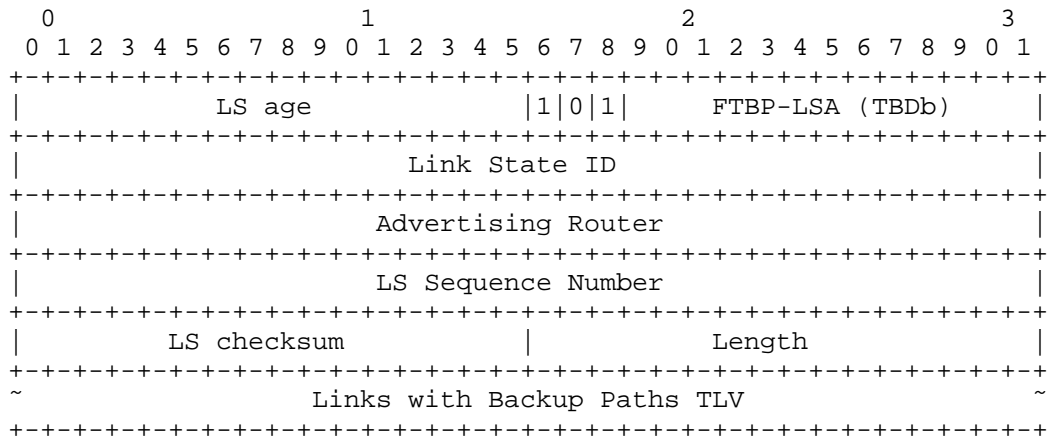 0                   1                   2                   3
 0 1 2 3 4 5 6 7 8 9 0 1 2 3 4 5 6 7 8 9 0 1 2 3 4 5 6 7 8 9 0 1
+-+-+-+-+-+-+-+-+-+-+-+-+-+-+-+-+-+-+-+-+-+-+-+-+-+-+-+-+-+-+-+-+
|            LS age             |1|0|1|     FTBP-LSA (TBDb)     |
+-+-+-+-+-+-+-+-+-+-+-+-+-+-+-+-+-+-+-+-+-+-+-+-+-+-+-+-+-+-+-+-+
|                        Link State ID                          |
+-+-+-+-+-+-+-+-+-+-+-+-+-+-+-+-+-+-+-+-+-+-+-+-+-+-+-+-+-+-+-+-+
|                      Advertising Router                       |
+-+-+-+-+-+-+-+-+-+-+-+-+-+-+-+-+-+-+-+-+-+-+-+-+-+-+-+-+-+-+-+-+
|                      LS Sequence Number                       |
+-+-+-+-+-+-+-+-+-+-+-+-+-+-+-+-+-+-+-+-+-+-+-+-+-+-+-+-+-+-+-+-+
|         LS checksum           |           Length              |
+-+-+-+-+-+-+-+-+-+-+-+-+-+-+-+-+-+-+-+-+-+-+-+-+-+-+-+-+-+-+-+-+
~                  Links with Backup Paths TLV                  ~
+-+-+-+-+-+-+-+-+-+-+-+-+-+-+-+-+-+-+-+-+-+-+-+-+-+-+-+-+-+-+-+-+